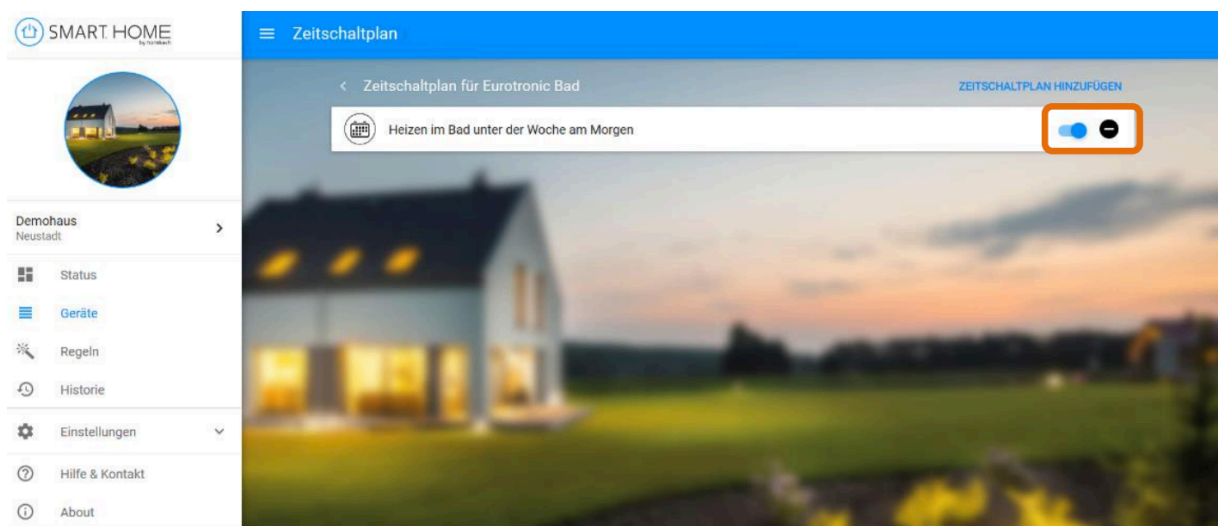 SMART HOME
by hornbach
Zeitschaltplan
Zeitschaltplan für Eurotronic Bad
ZEITSCHALTPLAN HINZUFÜGEN
Heizen im Bad unter der Woche am Morgen
Demohaus
Neustadt
Status
Geräte
Regeln
Historie
Einstellungen
Hilfe & Kontakt
About